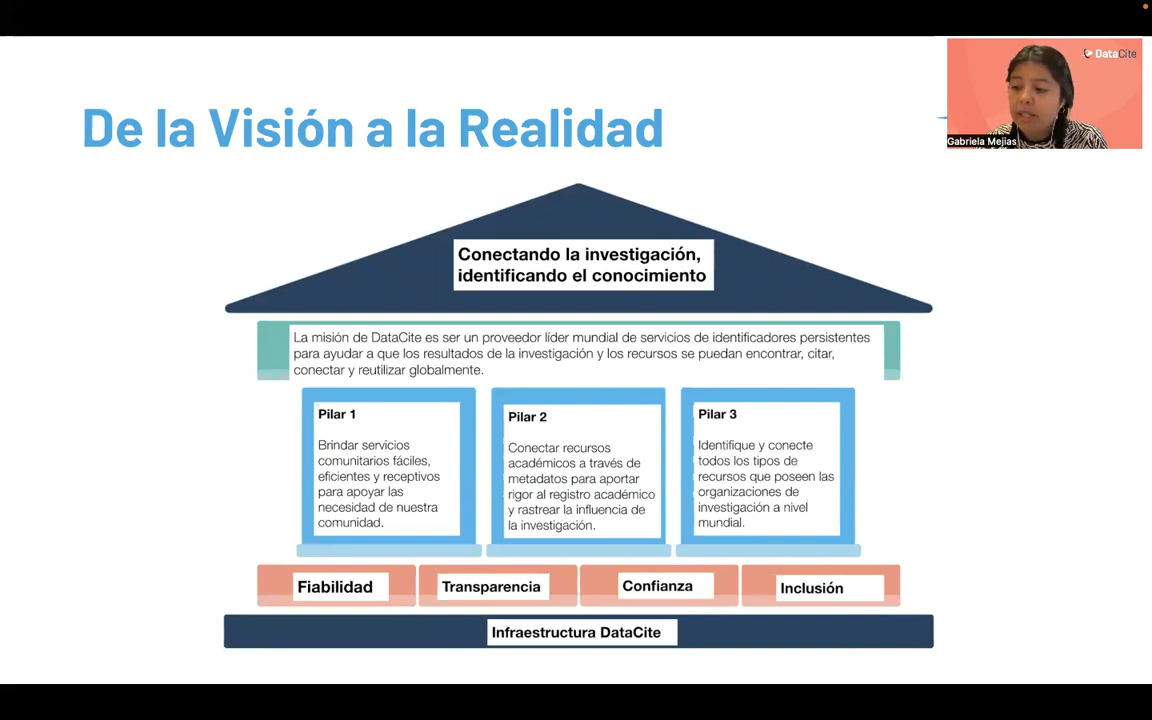 DataCite
Gabriela Mejias
De la Visión a la Realidad
Conectando la investigación,
identificando el conocimiento
La misión de DataCite es ser un proveedor líder mundial de servicios de identificadores persistentes
para ayudar a que los resultados de la investigación y los recursos se puedan encontrar, citar,
conectar y reutilizar globalmente.
Pilar 1
Brindar servicios
comunitarios fáciles,
eficientes y receptivos
para apoyar las
necesidad de nuestra
comunidad.
Pilar 2
Conectar recursos
académicos a través de
metadatos para aportar
rigor al registro académico
y rastrear la influencia de
la investigación.
Pilar 3
Identifique y conecte
todos los tipos de
recursos que poseen las
organizaciones de
investigación a nivel
mundial.
Fiabilidad
Transparencia
Confianza
Inclusión
Infraestructura DataCite